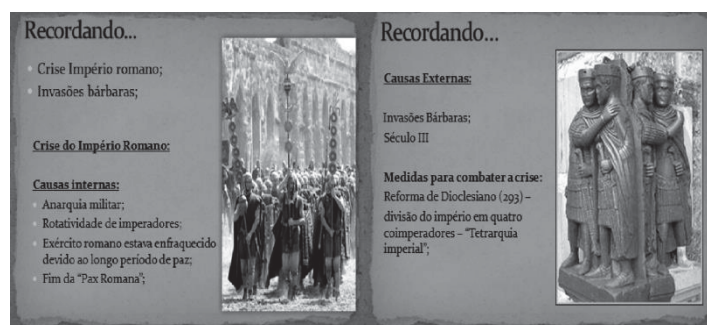 Recordando...
Crise Império romano;
Invasões bárbaras;
Crise do Império Romano:
Causas internas:
Anarquia militar;
Rotatividade de imperadores;
Exército romano estava enfraquecido
devido ao longo período de paz;
Fim da “Pax Romana”;
Recordando...
Causas Externas:
Invasões Bárbaras;
Século III
Medidas para combater a crise:
Reforma de Dioclesiano (293) –
divisão do império em quatro
coimperadores – “Tetrarquia
imperial”;